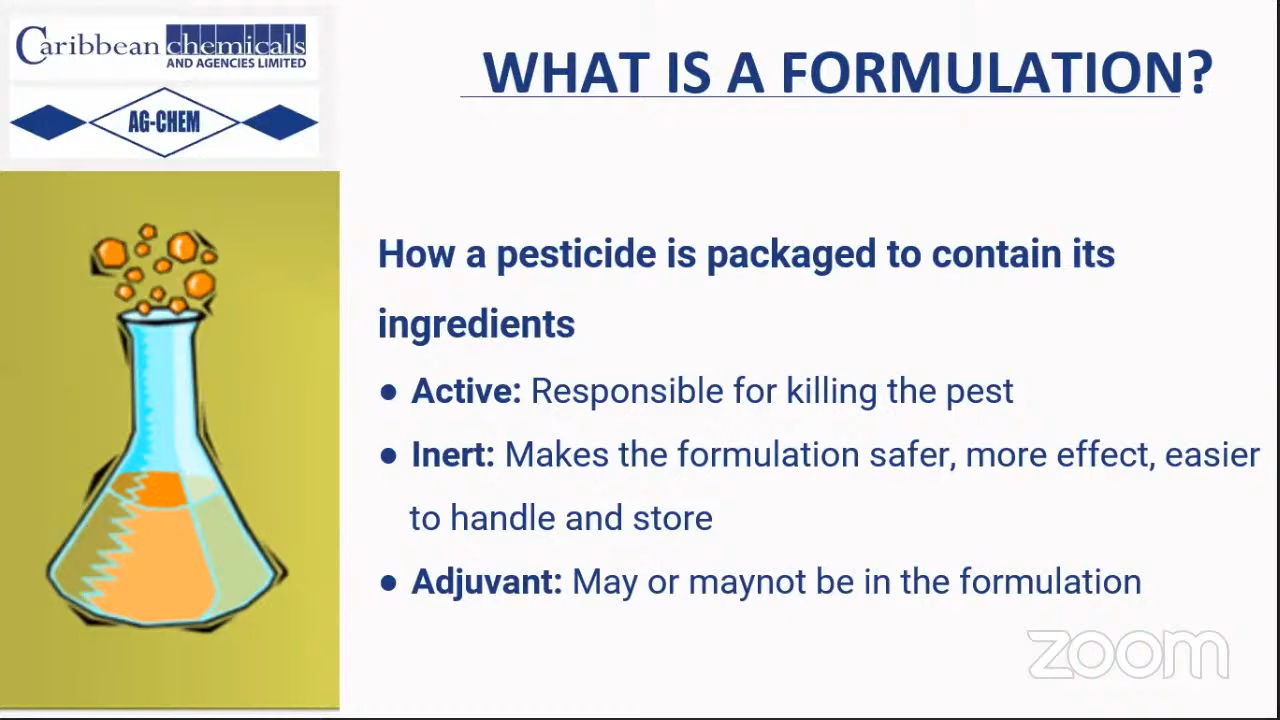 Caribbean chemicals
AND AGENCIES LIMITED
AG-CHEM
WHAT IS A FORMULATION?
How a pesticide is packaged to contain its
ingredients
● Active: Responsible for killing the pest
● Inert: Makes the formulation safer, more effect, easier
to handle and store
● Adjuvant: May or maynot be in the formulation
zoom